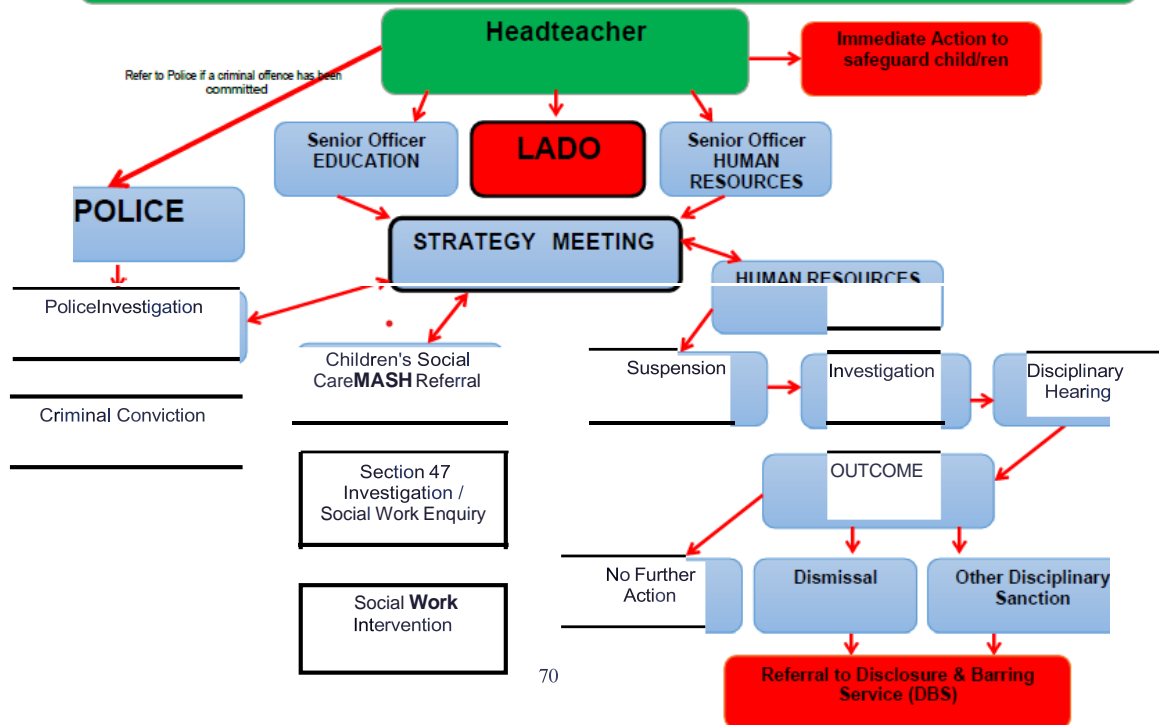 Headteacher
Immediate Action to
safeguard child/ren
Refer to Police if a criminal offence has been
committed
Senior Officer
EDUCATION
LADO
Senior Officer
HUMAN
RESOURCES
POLICE
STRATEGY MEETING
HUMAN RESOURCES
PoliceInvestigation
Children's Social
CareMASH Referral
Suspension
Investigation
Disciplinary
Hearing
Criminal Conviction
Section 47
Investigation /
Social Work Enquiry
OUTCOME
No Further
Action
Dismissal
Other Disciplinary
Sanction
Social Work
Intervention
70
Referral to Disclosure & Barring
Service (DBS)